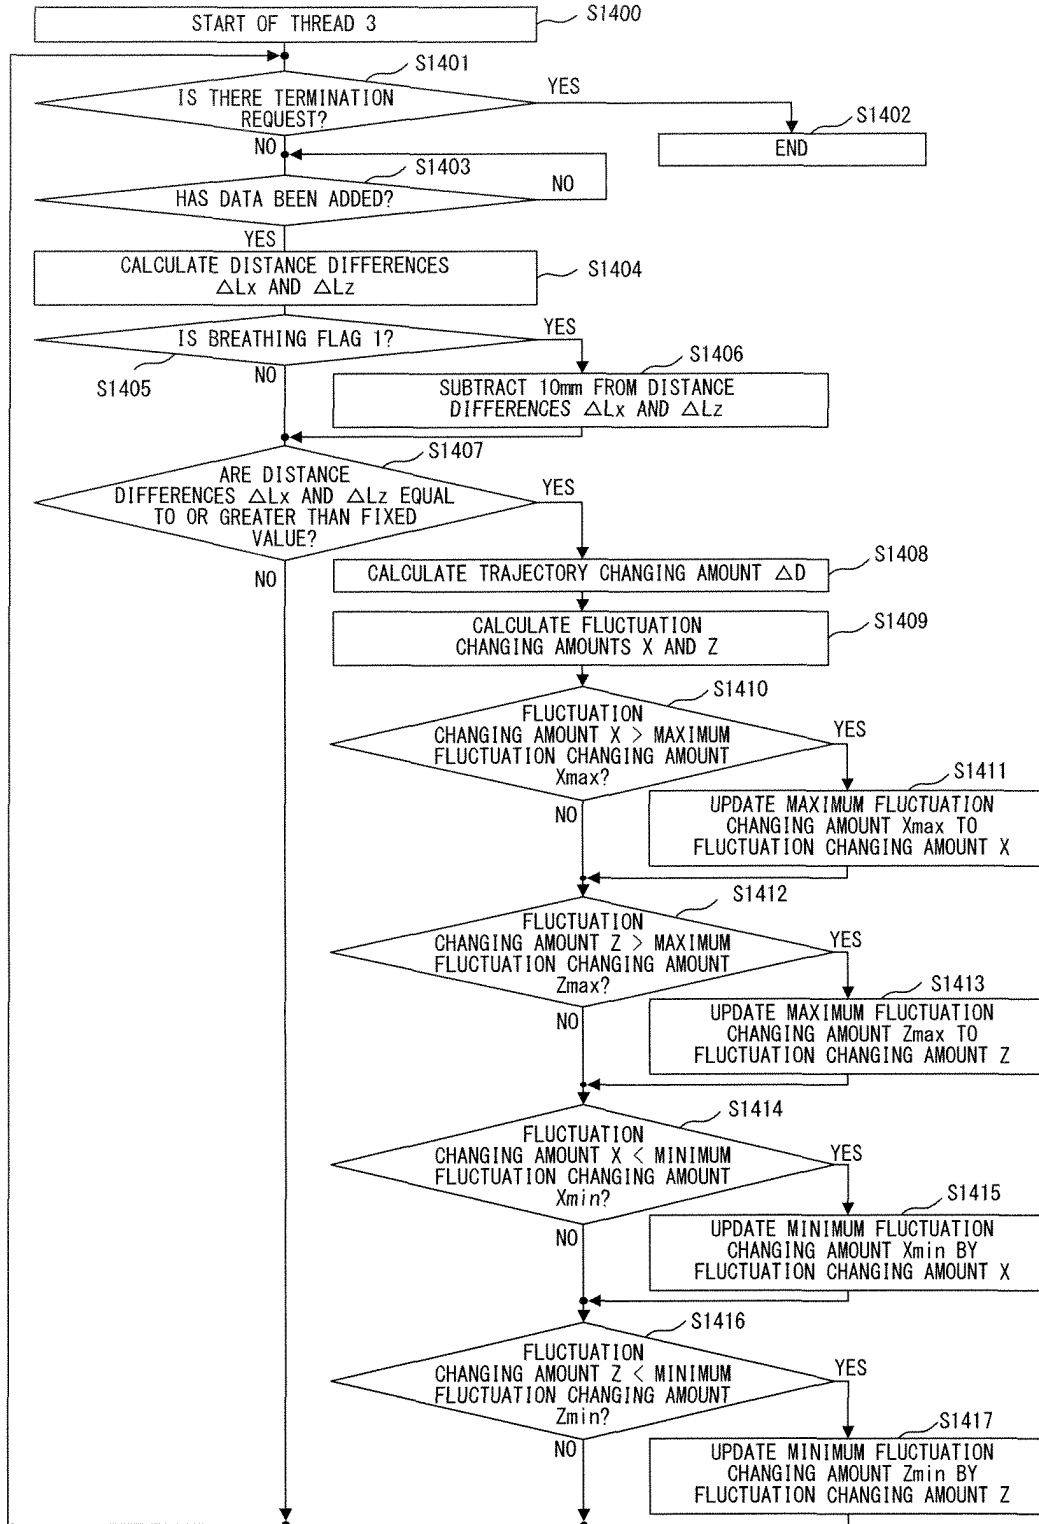 START OF THREAD 3
S1400
S1401
IS THERE TERMINATION
REQUEST?
YES
NO
S1402
END
S1403
HAS DATA BEEN ADDED?
NO
YES
CALCULATE DISTANCE DIFFERENCES
△Lx AND △Lz
S1404
IS BREATHING FLAG 1?
YES
S1405
NO
S1406
SUBTRACT 10mm FROM DISTANCE
DIFFERENCES △Lx AND △Lz
S1407
ARE DISTANCE
DIFFERENCES △Lx AND △Lz EQUAL
TO OR GREATER THAN FIXED
VALUE?
YES
NO
S1408
CALCULATE TRAJECTORY CHANGING AMOUNT △D
S1409
CALCULATE FLUCTUATION
CHANGING AMOUNTS X AND Z
S1410
FLUCTUATION
CHANGING AMOUNT X > MAXIMUM
FLUCTUATION CHANGING AMOUNT
Xmax?
YES
NO
S1411
UPDATE MAXIMUM FLUCTUATION
CHANGING AMOUNT Xmax TO
FLUCTUATION CHANGING AMOUNT X
S1412
FLUCTUATION
CHANGING AMOUNT Z > MAXIMUM
FLUCTUATION CHANGING AMOUNT
Zmax?
YES
NO
S1413
UPDATE MAXIMUM FLUCTUATION
CHANGING AMOUNT Zmax TO
FLUCTUATION CHANGING AMOUNT Z
S1414
FLUCTUATION
CHANGING AMOUNT X < MINIMUM
FLUCTUATION CHANGING AMOUNT
Xmin?
YES
NO
S1415
UPDATE MINIMUM FLUCTUATION
CHANGING AMOUNT Xmin BY
FLUCTUATION CHANGING AMOUNT X
S1416
FLUCTUATION
CHANGING AMOUNT Z < MINIMUM
FLUCTUATION CHANGING AMOUNT
Zmin?
YES
NO
S1417
UPDATE MINIMUM FLUCTUATION
CHANGING AMOUNT Zmin BY
FLUCTUATION CHANGING AMOUNT Z